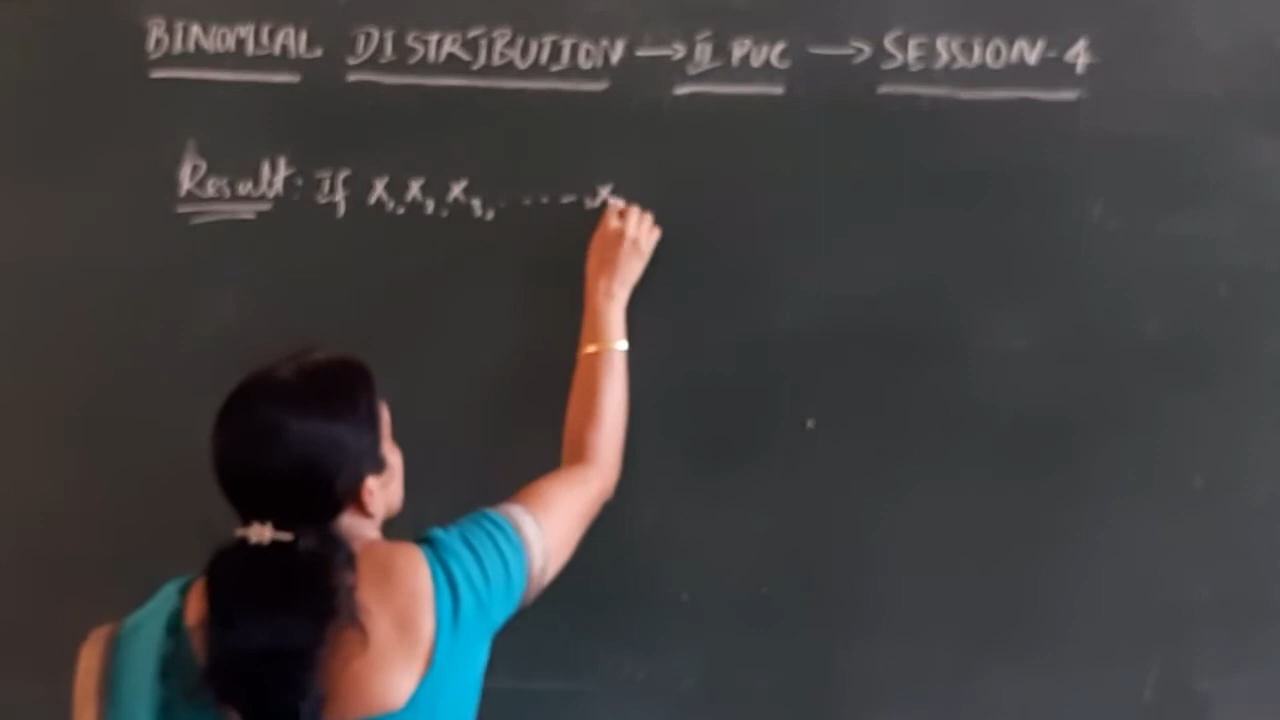 BINOMIAL DISTRIBUTION → II PUC → SESSION-4
Result: If X₁, X₂, X₃, ----, X